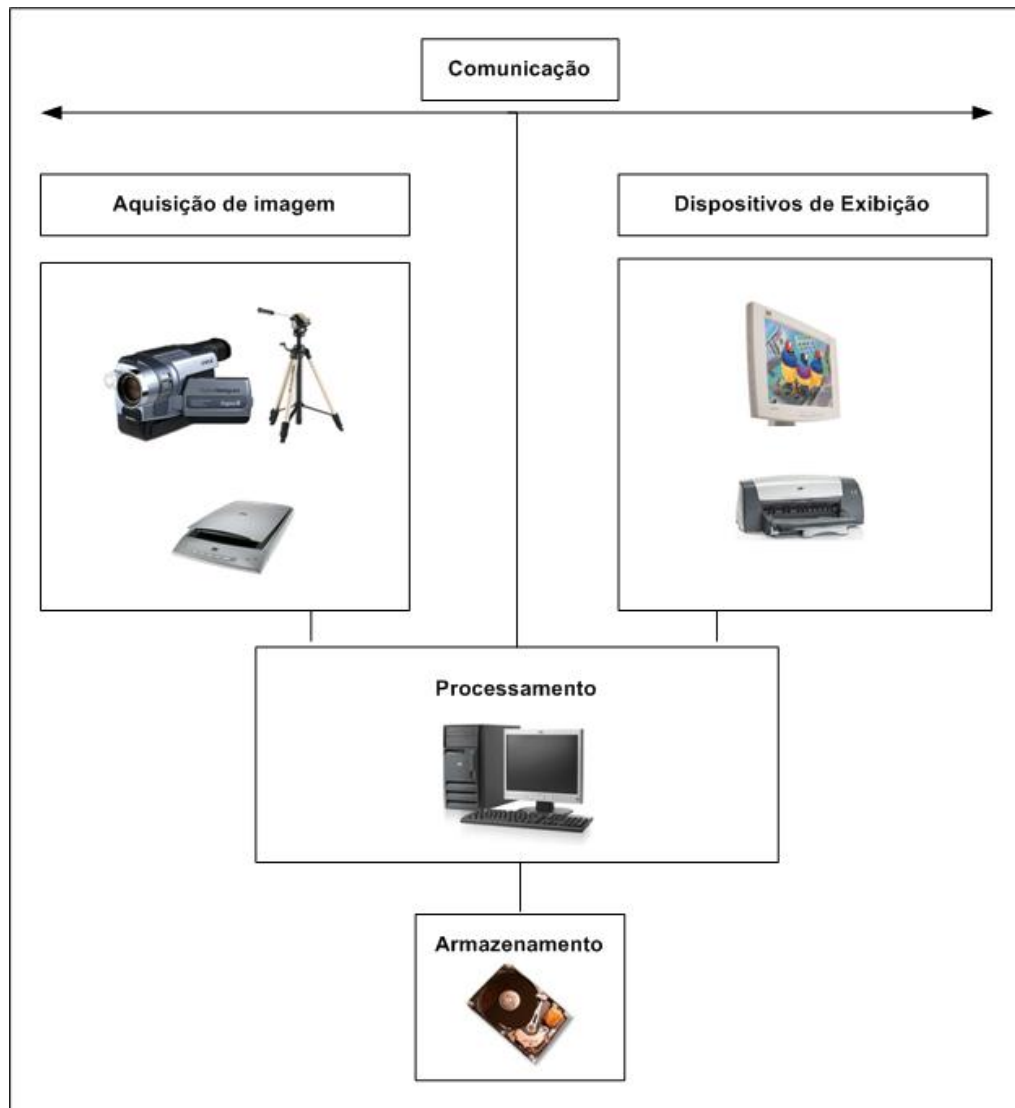 Comunicação
Aquisição de imagem
Dispositivos de Exibição
Processamento
Armazenamento